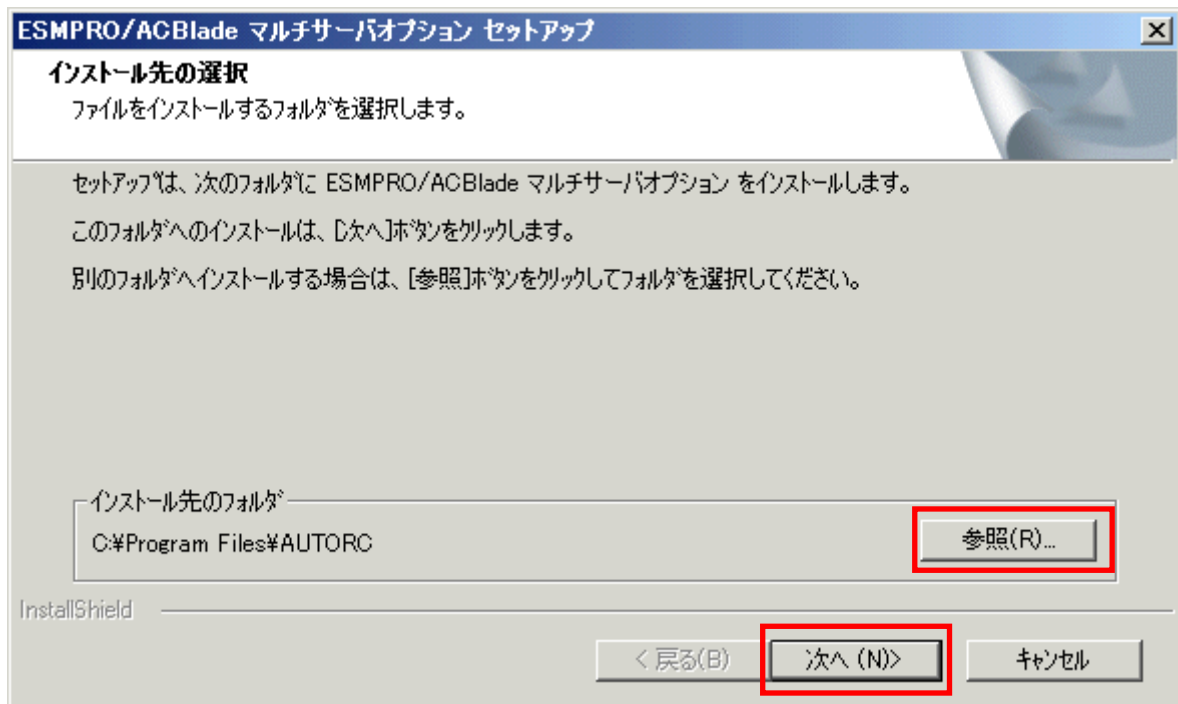 ESMPRO/ACBlade マルチサーバオプション セットアップ
インストール先の選択
ファイルをインストールするフォルダを選択します。
セットアップは、次のフォルダに ESMPRO/ACBlade マルチサーバオプション をインストールします。
このフォルダへのインストールは、[次へ]ボタンをクリックします。
別のフォルダへインストールする場合は、[参照]ボタンをクリックしてフォルダを選択してください。
インストール先のフォルダ
C:¥Program Files¥AUTORC
参照(R)...
InstallShield
< 戻る(B)
次へ (N)>
キャンセル